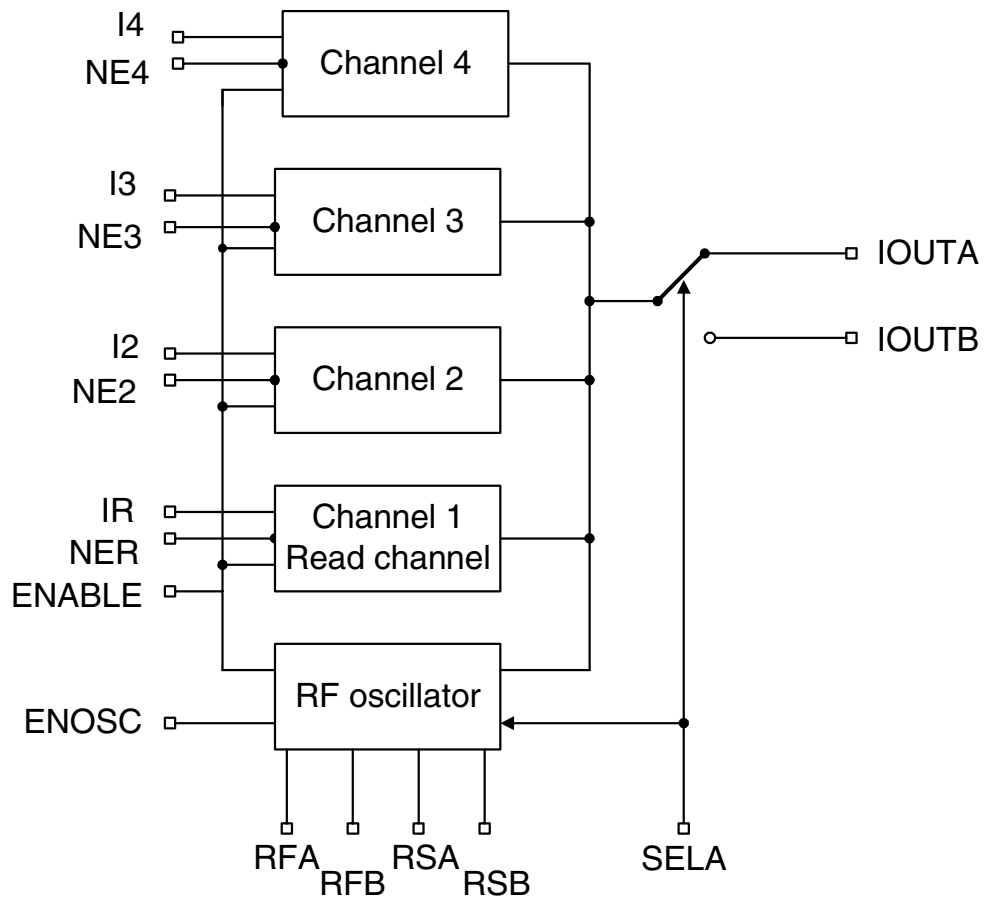 I4
NE4
Channel 4
I3
NE3
Channel 3
IOUTA
IOUTB
I2
NE2
Channel 2
IR
NER
ENABLE
Channel 1
Read channel
RF oscillator
ENOSC
RFA
RFB
RSA
RSB
SELA